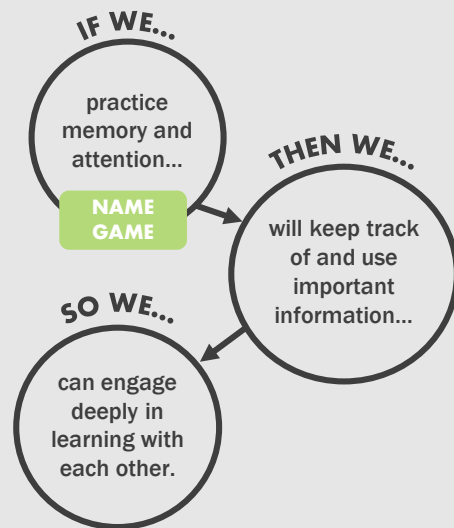 IF WE...
practice
memory and
attention...
NAME
GAME
THEN WE...
will keep track
of and use
important
information...
SO WE...
can engage
deeply in
learning with
each other.